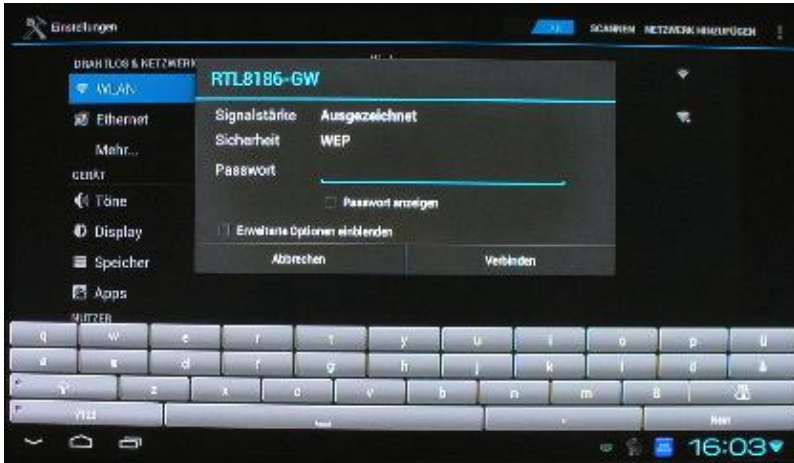 Einstellungen
SCANNEN NETZWERK HINZUFÜGEN
DRAHTLOS & NETZWERK
WLAN
Ethernet
Mehr...
GERÄT
Töne
Display
Speicher
Apps
NUTZER
RTL8186-GW
Signalstärke Ausgezeichnet
Sicherheit WEP
Passwort
Passwort anzeigen
Erweiterte Optionen einblenden
Abbrechen Verbinden
q w e r t y u i o p ü
a s d f g h j k l ö ä
z x c v b n m ß
16:03